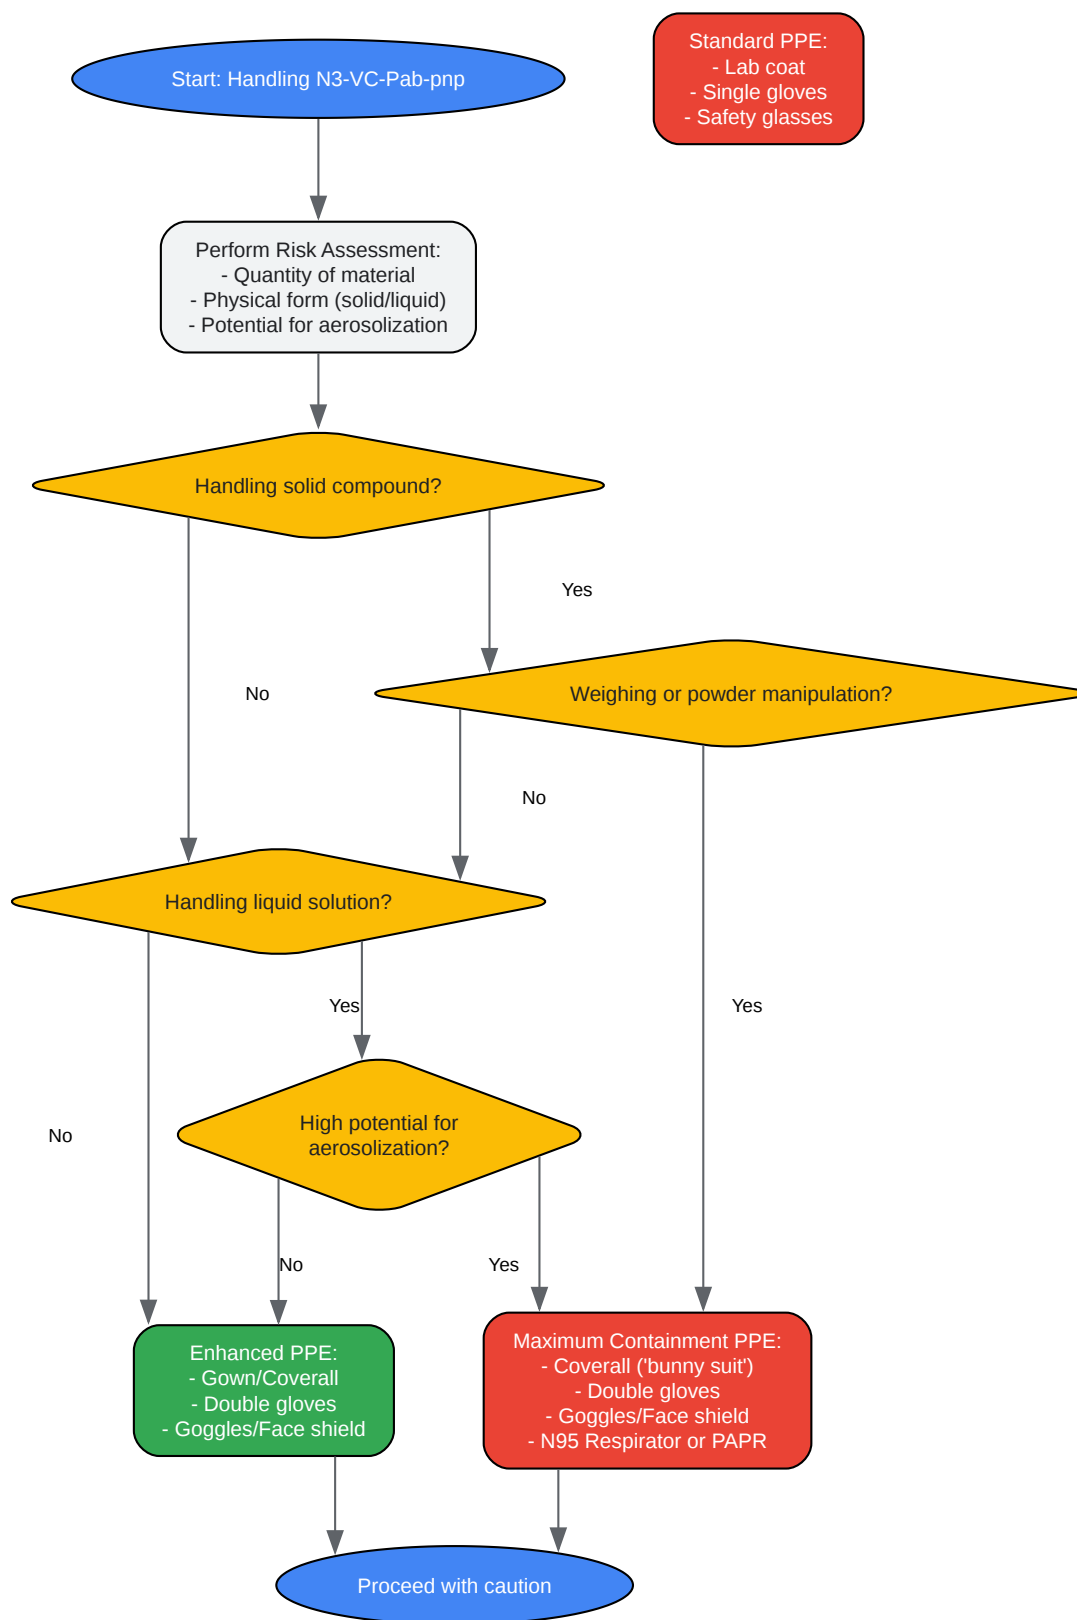 Start: Handling N3-VC-Pab-pnp
Standard PPE:
- Lab coat
- Single gloves
- Safety glasses
Perform Risk Assessment:
- Quantity of material
- Physical form (solid/liquid)
- Potential for aerosolization
Handling solid compound?
Yes
No
Weighing or powder manipulation?
No
Handling liquid solution?
Yes
Yes
No
High potential for
aerosolization?
No
Yes
Enhanced PPE:
- Gown/Coverall
- Double gloves
- Goggles/Face shield
Maximum Containment PPE:
- Coverall ('bunny suit')
- Double gloves
- Goggles/Face shield
- N95 Respirator or PAPR
Proceed with caution